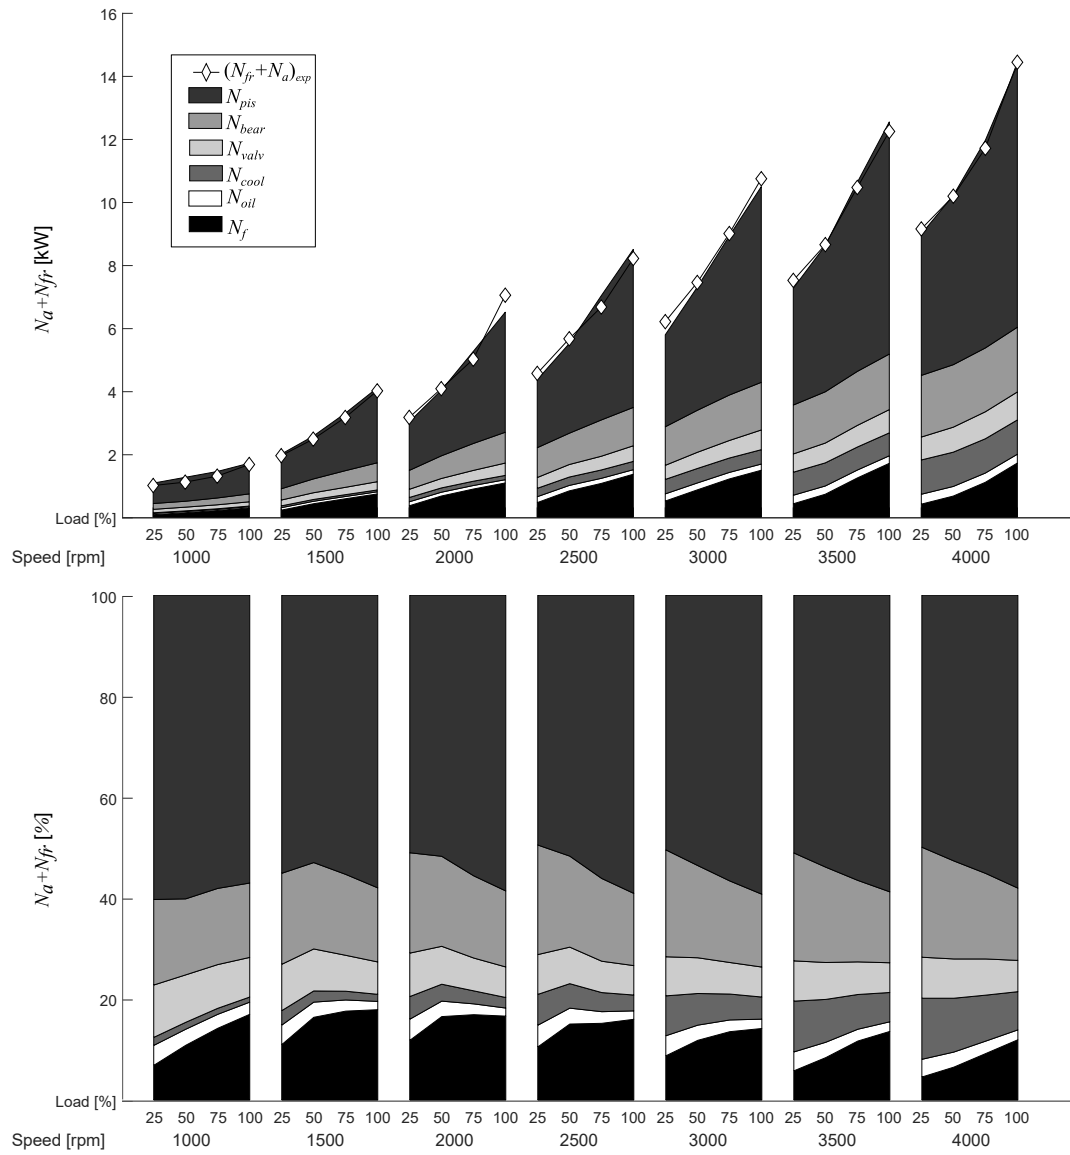 16
14
12
10
8
6
4
2
Na+Nfr [kW]
(Nfr+Na)exp
Npis
Nbear
Nvalv
Ncool
Noil
Nf
Load [%]
25 50 75 100 25 50 75 100 25 50 75 100 25 50 75 100 25 50 75 100 25 50 75 100 25 50 75 100
Speed [rpm] 1000 1500 2000 2500 3000 3500 4000
100
80
60
40
20
Na+Nfr [%]
Load [%]
25 50 75 100 25 50 75 100 25 50 75 100 25 50 75 100 25 50 75 100 25 50 75 100 25 50 75 100
Speed [rpm] 1000 1500 2000 2500 3000 3500 4000